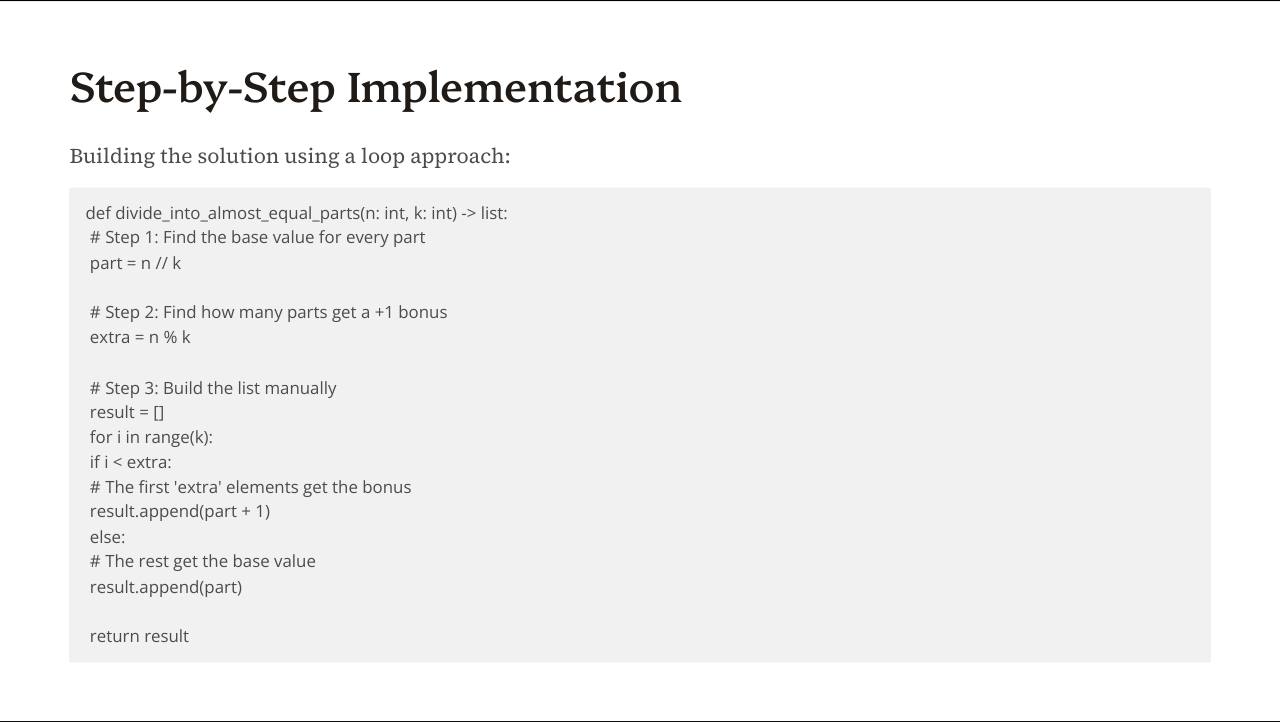 Step-by-Step Implementation
Building the solution using a loop approach:
def divide_into_almost_equal_parts(n: int, k: int) -> list:
# Step 1: Find the base value for every part
part = n // k
# Step 2: Find how many parts get a +1 bonus
extra = n % k
# Step 3: Build the list manually
result = []
for i in range(k):
if i < extra:
# The first 'extra' elements get the bonus
result.append(part + 1)
else:
# The rest get the base value
result.append(part)
return result